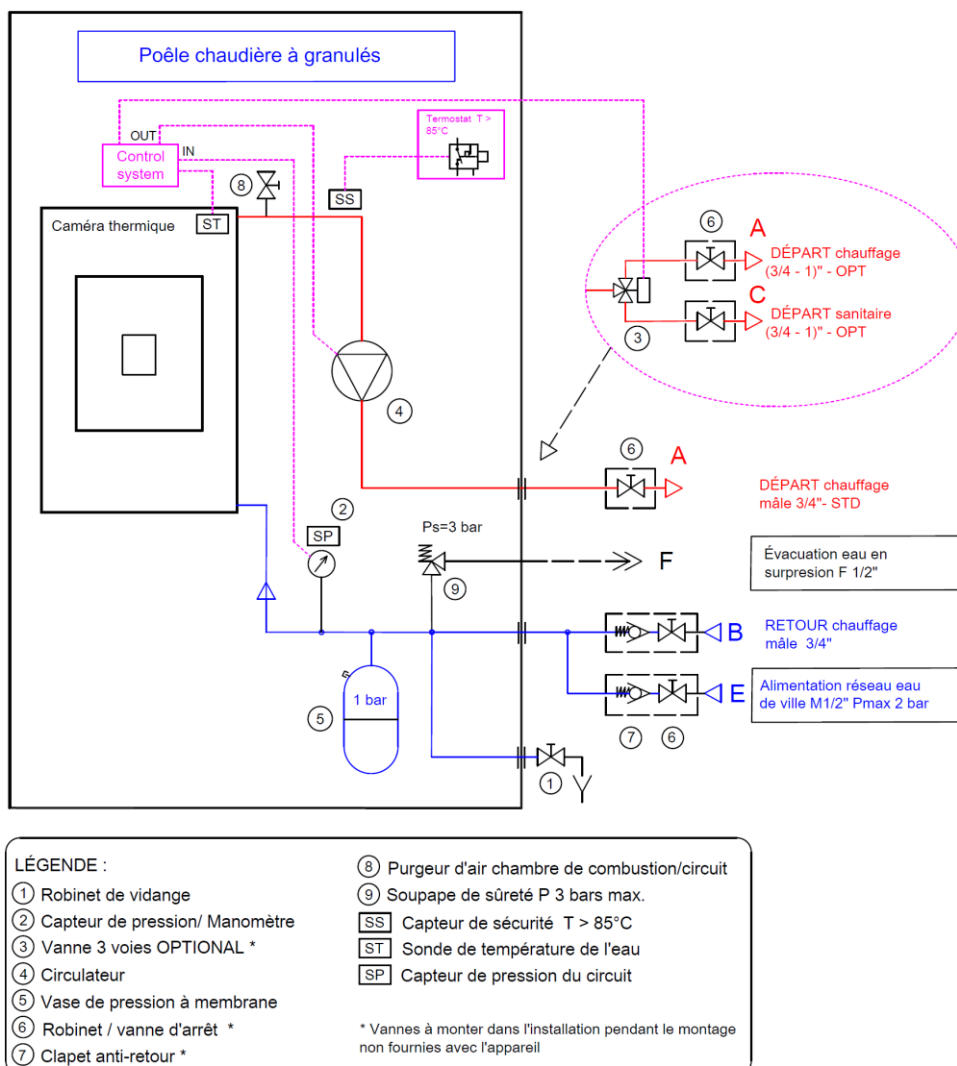 Poêle chaudière à granulés
Termostat T >
85°C
OUT
IN
Control
system
8
SS
Caméra thermique
ST
6
A
DÉPART chauffage
(3/4 - 1)" - OPT
C
DÉPART sanitaire
(3/4 - 1)" - OPT
3
4
6
A
DÉPART chauffage
mâle 3/4"- STD
2
SP
Ps=3 bar
F
Évacuation eau en
surpresion F 1/2"
9
B
RETOUR chauffage
mâle 3/4"
1 bar
5
E
Alimentation réseau eau
de ville M1/2" Pmax 2 bar
7
6
1
LÉGENDE :
1 Robinet de vidange
2 Capteur de pression/ Manomètre
3 Vanne 3 voies OPTIONAL *
4 Circulateur
5 Vase de pression à membrane
6 Robinet / vanne d'arrêt *
7 Clapet anti-retour *
8 Purgeur d'air chambre de combustion/circuit
9 Soupape de sûreté P 3 bars max.
SS Capteur de sécurité T > 85°C
ST Sonde de température de l'eau
SP Capteur de pression du circuit
* Vannes à monter dans l'installation pendant le montage
non fournies avec l'appareil